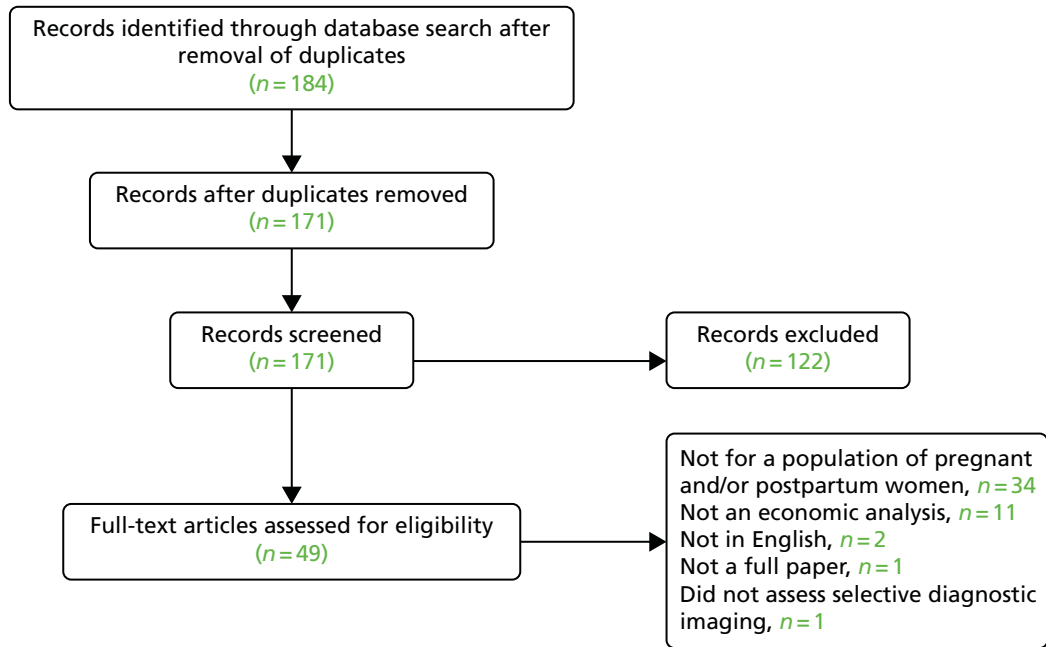 Records identified through database search after
removal of duplicates
(n = 184)
Records after duplicates removed
(n = 171)
Records screened
(n = 171)
Records excluded
(n = 122)
Full-text articles assessed for eligibility
(n = 49)
Not for a population of pregnant
and/or postpartum women, n = 34
Not an economic analysis, n = 11
Not in English, n = 2
Not a full paper, n = 1
Did not assess selective diagnostic
imaging, n = 1